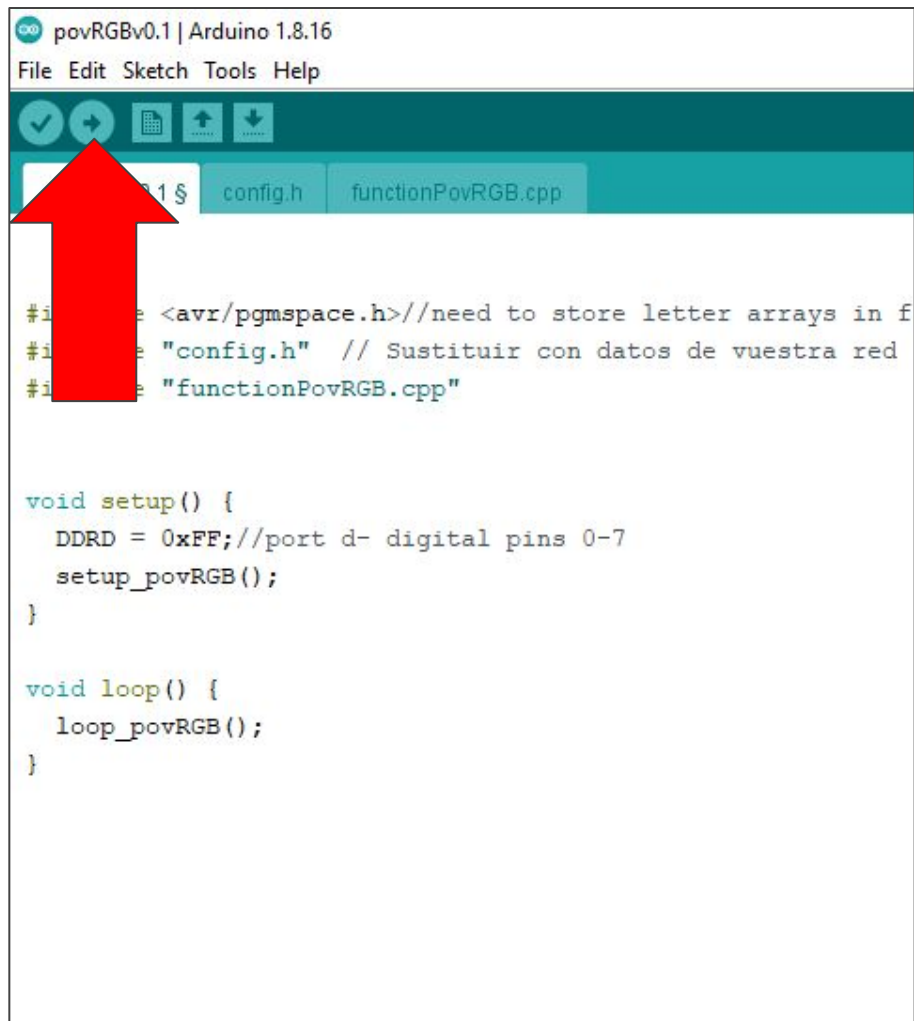 povRGBv0.1 | Arduino 1.8.16
File Edit Sketch Tools Help
0.1 § config.h functionPovRGB.cpp
#i e <avr/pgmspace.h>//need to store letter arrays in f
#i e "config.h" // Sustituir con datos de vuestra red
#i e "functionPovRGB.cpp"
void setup() {
DDRD = 0xFF;//port d- digital pins 0-7
setup_povRGB();
}
void loop() {
loop_povRGB();
}